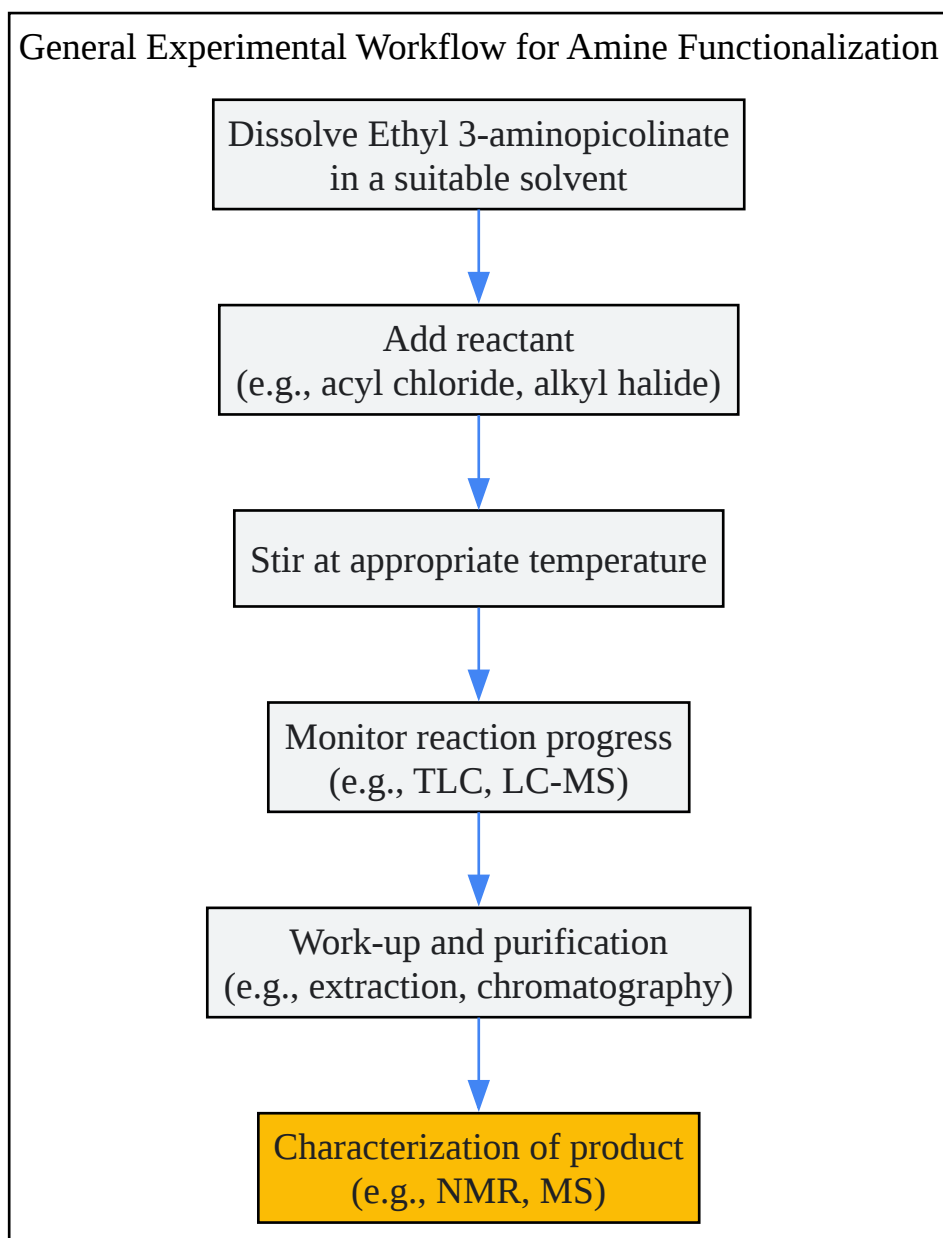 General Experimental Workflow for Amine Functionalization
Dissolve Ethyl 3-aminopicolinate
in a suitable solvent
Add reactant
(e.g., acyl chloride, alkyl halide)
Stir at appropriate temperature
Monitor reaction progress
(e.g., TLC, LC-MS)
Work-up and purification
(e.g., extraction, chromatography)
Characterization of product
(e.g., NMR, MS)